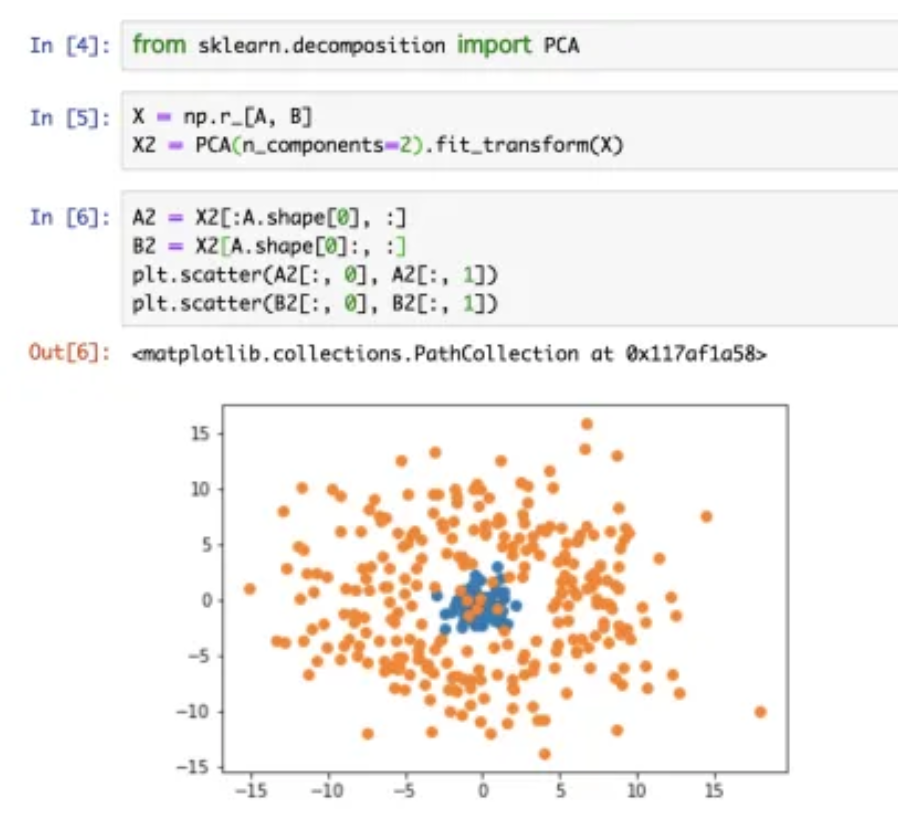 In [4]: from sklearn.decomposition import PCA
In [5]: X = np.r_[A, B]
X2 = PCA(n_components=2).fit_transform(X)
In [6]: A2 = X2[:A.shape[0], :]
B2 = X2[A.shape[0]:, :]
plt.scatter(A2[:, 0], A2[:, 1])
plt.scatter(B2[:, 0], B2[:, 1])
Out[6]: <matplotlib.collections.PathCollection at 0x117af1a58>
15
10
5
0
−5
−10
−15
−15 −10 −5 0 5 10 15